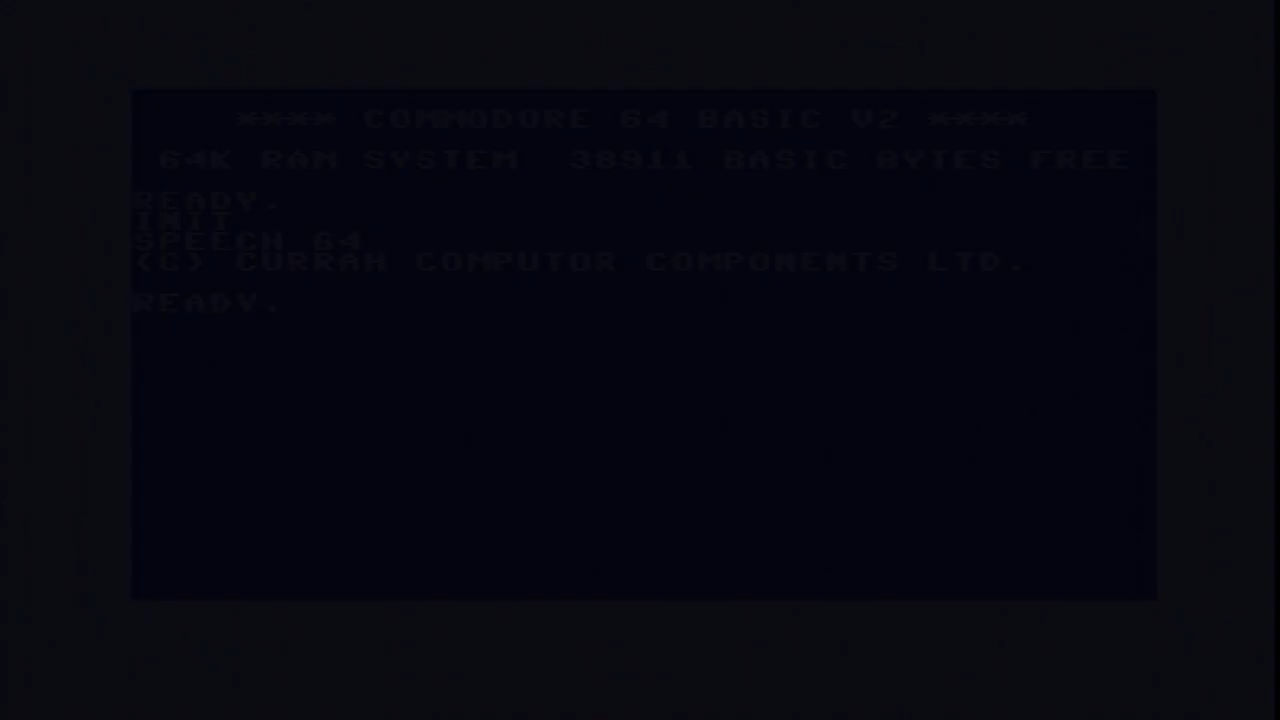 **** COMMODORE 64 BASIC V2 ****
64K RAM SYSTEM  38911 BASIC BYTES FREE
READY.
INIT
SPEECH 64
(C) CURRAH COMPUTOR COMPONENTS LTD.
READY.